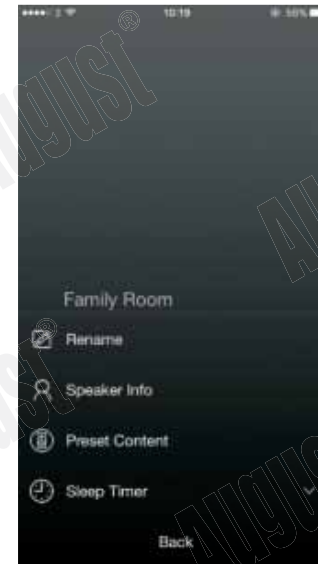 10:19
August®
Family Room
Rename
Speaker Info
Preset Content
Sleep Timer
Back
August
August
August